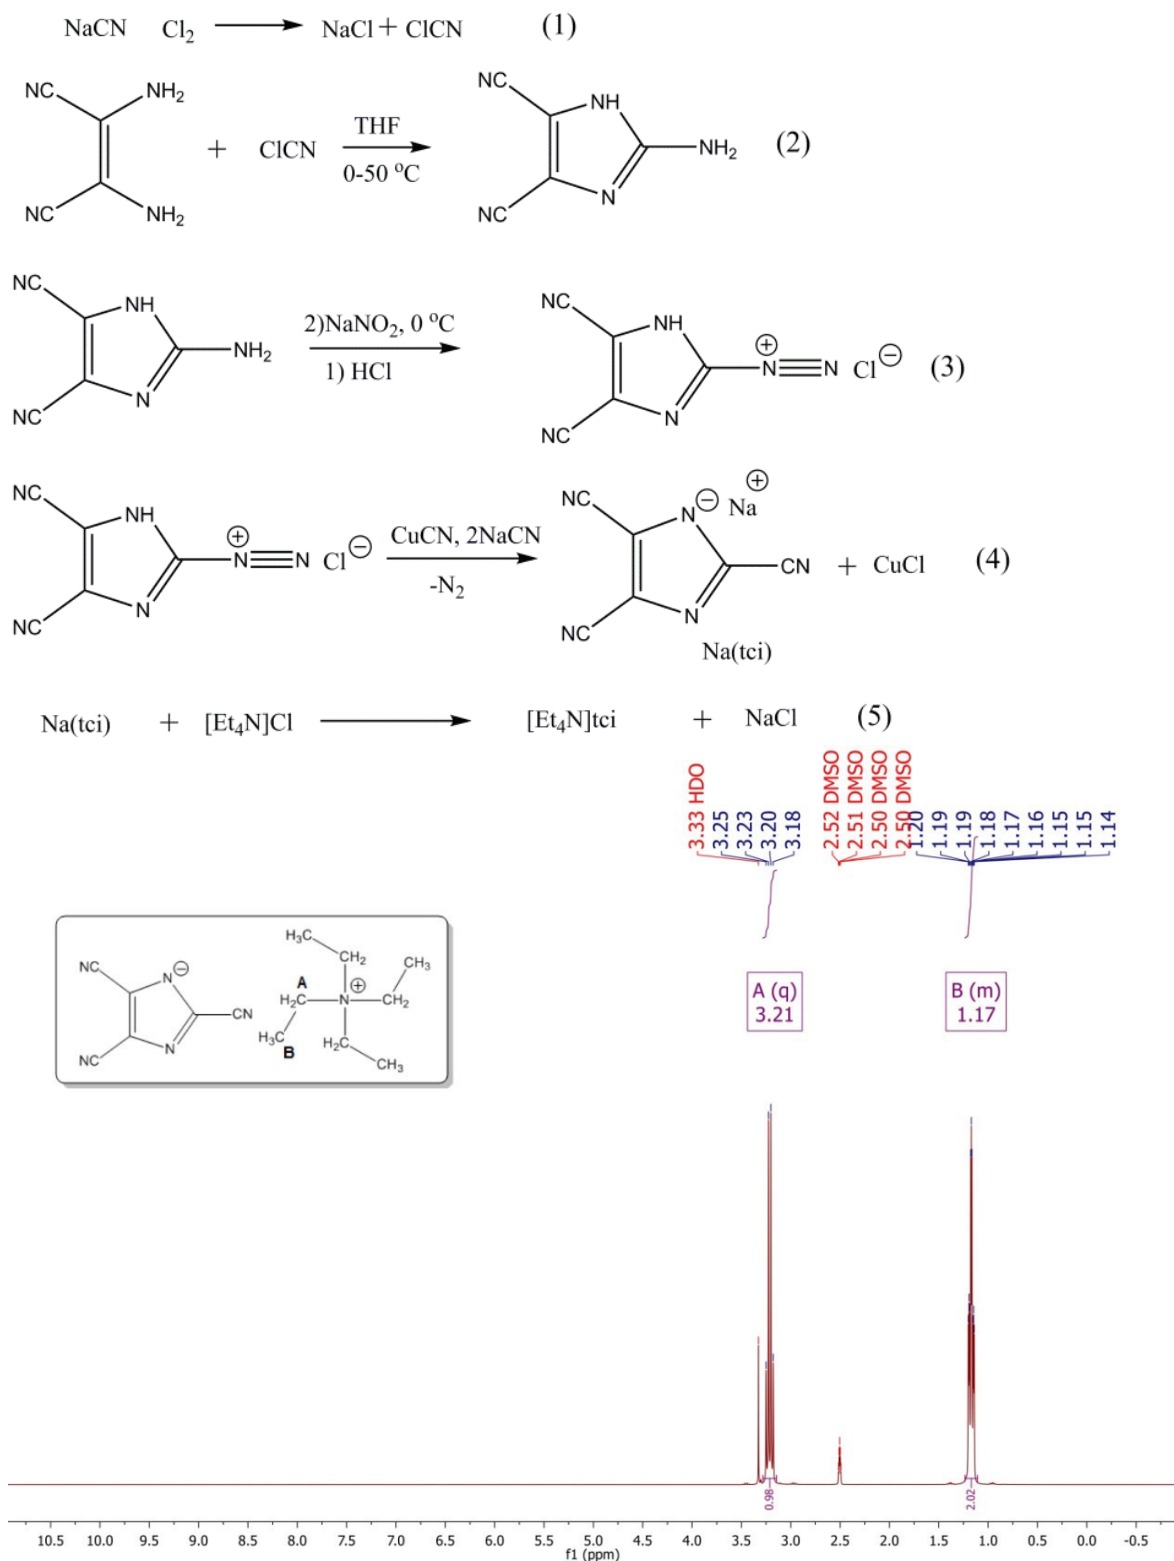 NaCN Cl2 NaCl + ClCN (1)
NC NH2
NC NH2
+ ClCN
THF
0-50 °C
NC NH
NH2
NC N
(2)
NC NH
NH2
NC N
2)NaNO2, 0 °C
1) HCl
NC NH
N+ N Cl−
NC N
(3)
NC NH
N+ N Cl−
NC N
CuCN, 2NaCN
-N2
NC N− Na+
CN
NC N
+ CuCl (4)
Na(tci)
Na(tci) + [Et4N]Cl [Et4N]tci + NaCl (5)
3.33 HDO
3.25
3.23
3.20
3.18
2.52 DMSO
2.51 DMSO
2.50 DMSO
2.50 DMSO
1.20
1.19
1.19
1.18
1.17
1.16
1.15
1.15
1.14
NC N−
CN
NC N
H3C CH2
A
H2C N+ CH2
CH3
H3C
B
H2C
CH3
A (q)
3.21
B (m)
1.17
0.98
2.02
10.5 10.0 9.5 9.0 8.5 8.0 7.5 7.0 6.5 6.0 5.5 5.0 4.5 4.0 3.5 3.0 2.5 2.0 1.5 1.0 0.5 0.0 -0.5
f1 (ppm)